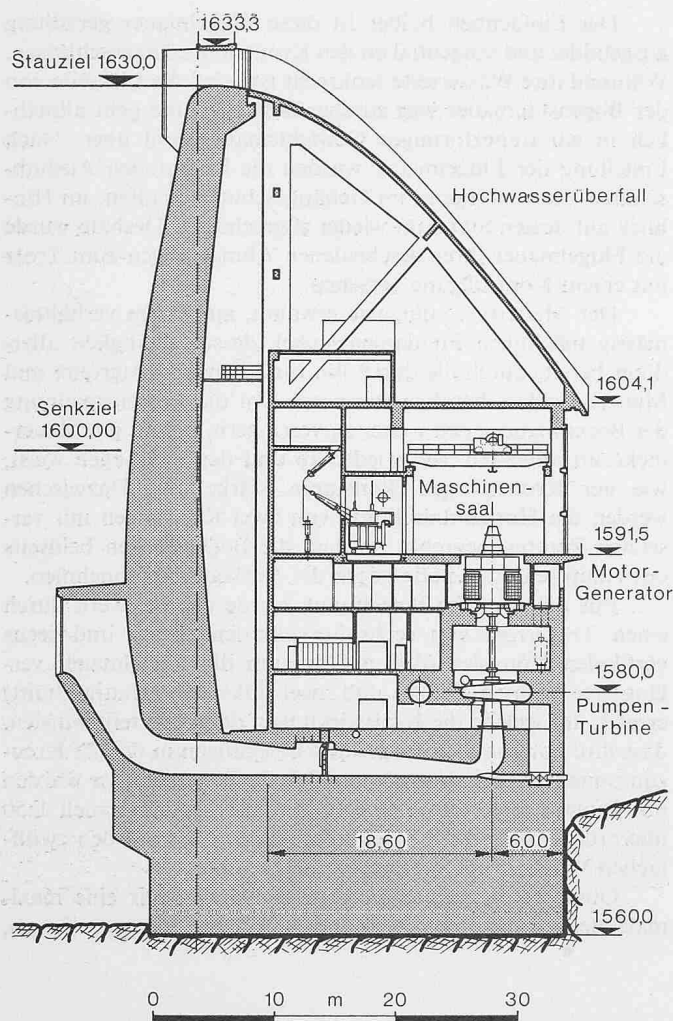 1633,3
Stauziel 1630,0
Hochwasserüberfall
1604,1
Senkziel
1600,00
Maschinen-
saal
1591,5
Motor-
Generator
1580,0
Pumpen-
Turbine
18,60
6,00
1560,0
0 10 m 20 30